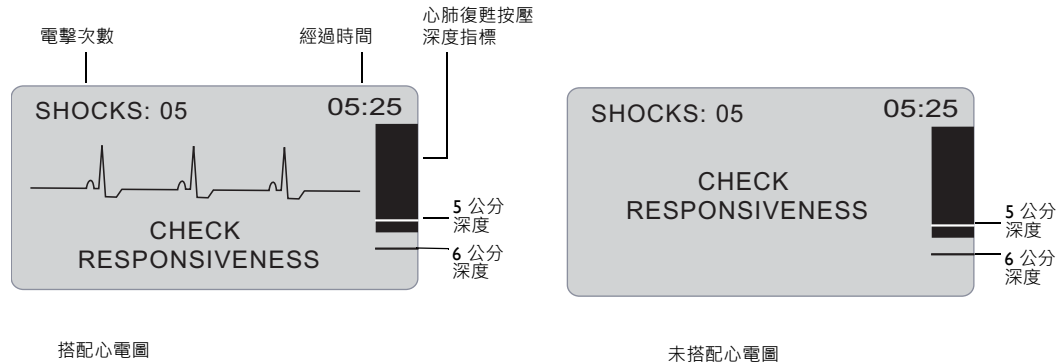 心肺復甦按壓
深度指標
電擊次數
經過時間
SHOCKS: 05
05:25
CHECK
RESPONSIVENESS
5 公分
深度
6 公分
深度
搭配心電圖
SHOCKS: 05
05:25
CHECK
RESPONSIVENESS
5 公分
深度
6 公分
深度
未搭配心電圖